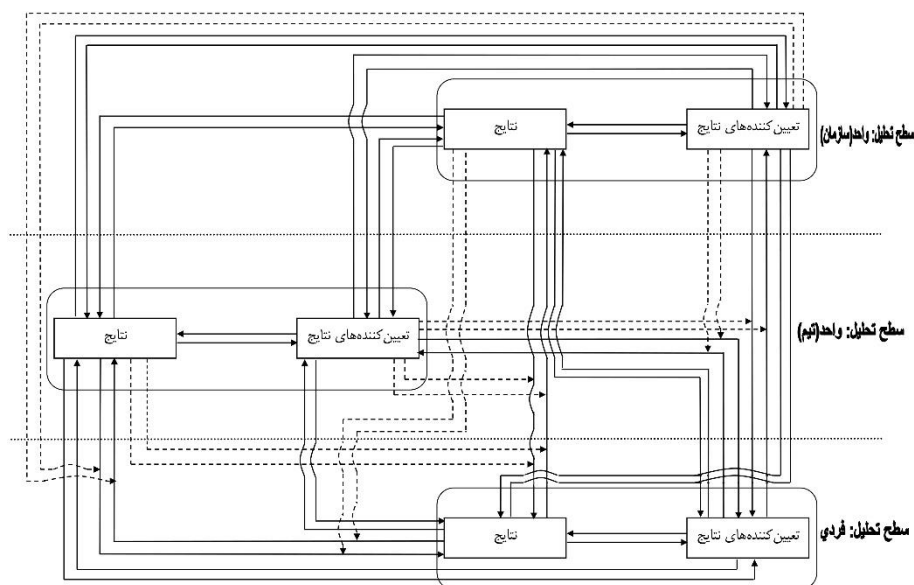 تعیین‌کننده‌های نتایج
نتایج
سطح تحلیل: واحد(سازمان)
تعیین‌کننده‌های نتایج
نتایج
سطح تحلیل: واحد(تیم)
تعیین‌کننده‌های نتایج
نتایج
سطح تحلیل: فردي